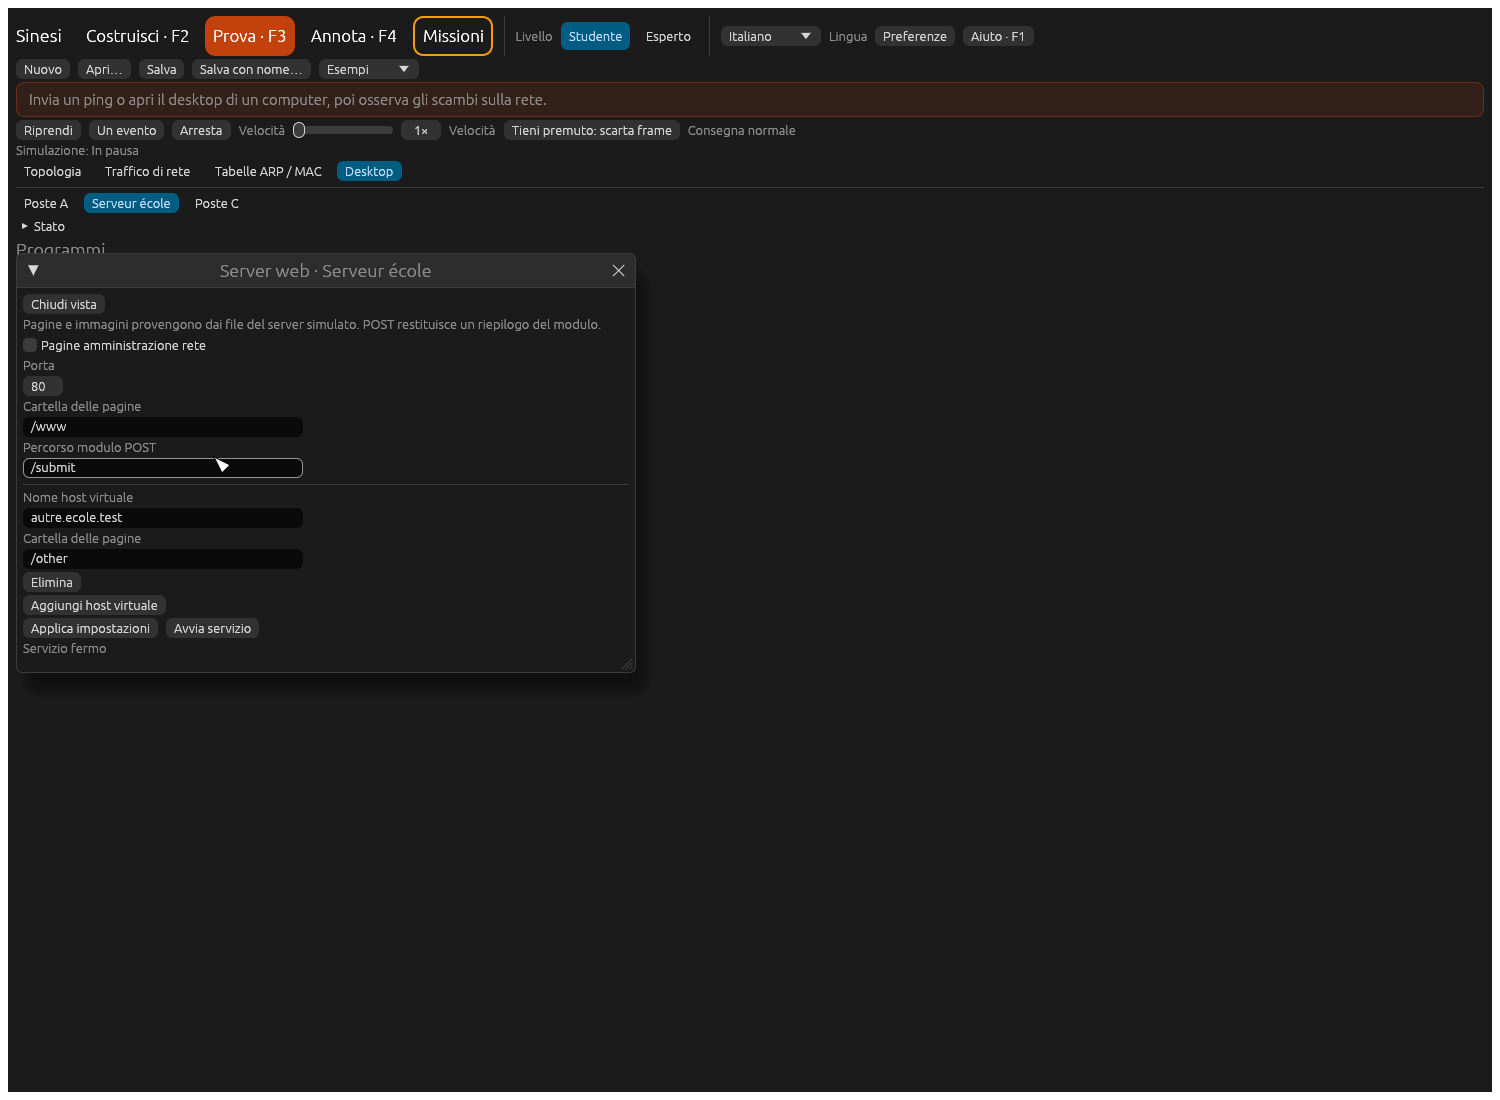 Sinesi Costruisci · F2 Prova · F3 Annota · F4 Missioni Livello Studente Esperto Italiano Lingua Preferenze Aiuto · F1
Nuovo Apri… Salva Salva con nome… Esempi
Invia un ping o apri il desktop di un computer, poi osserva gli scambi sulla rete.
Riprendi Un evento Arresta Velocità 1× Velocità Tieni premuto: scarta frame Consegna normale
Simulazione: In pausa
Topologia Traffico di rete Tabelle ARP / MAC Desktop
Poste A Serveur école Poste C
Stato
Programmi
Server web · Serveur école
Chiudi vista
Pagine e immagini provengono dai file del server simulato. POST restituisce un riepilogo del modulo.
Pagine amministrazione rete
Porta
80
Cartella delle pagine
/www
Percorso modulo POST
/submit
Nome host virtuale
autre.ecole.test
Cartella delle pagine
/other
Elimina
Aggiungi host virtuale
Applica impostazioni Avvia servizio
Servizio fermo